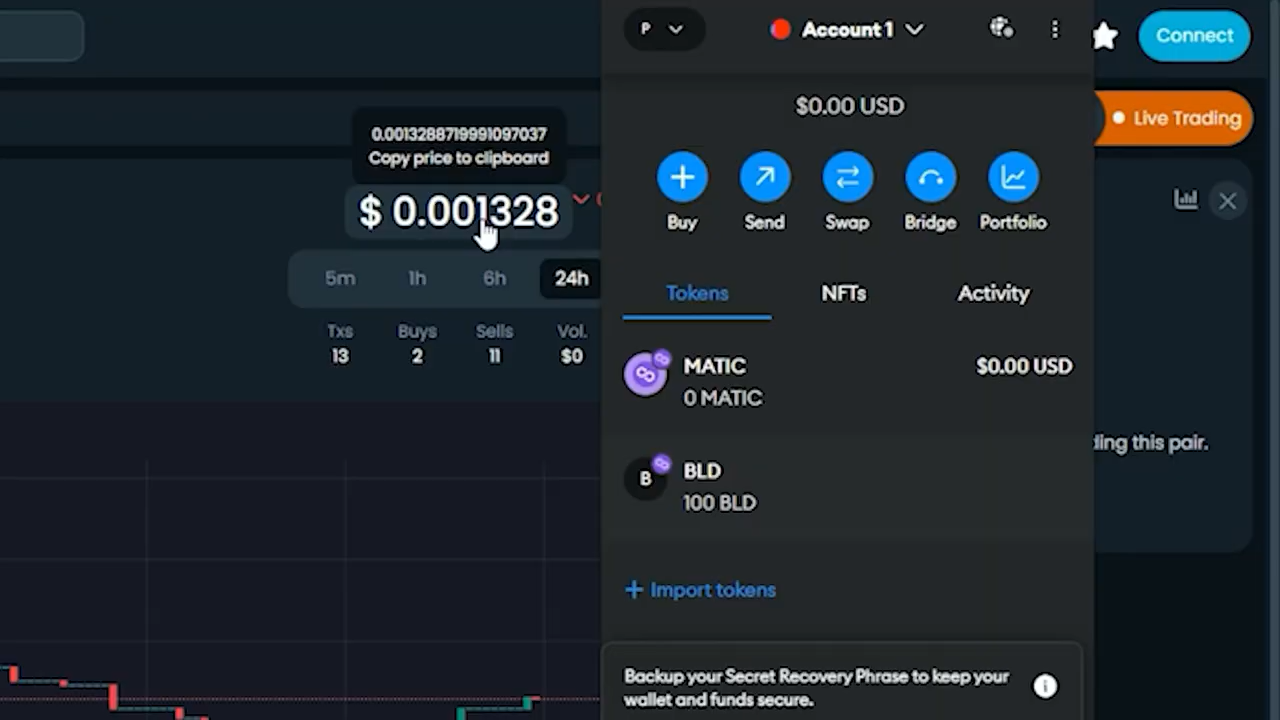 P
Account 1
Connect
$0.00 USD
Live Trading
0.0013288719991097037
Copy price to clipboard
$ 0.001328
Buy
Send
Swap
Bridge
Portfolio
5m
1h
6h
24h
Tokens
NFTs
Activity
Txs
Buys
Sells
Vol.
13
2
11
$0
MATIC
$0.00 USD
0 MATIC
this pair.
B
BLD
100 BLD
+ Import tokens
Backup your Secret Recovery Phrase to keep your
wallet and funds secure.